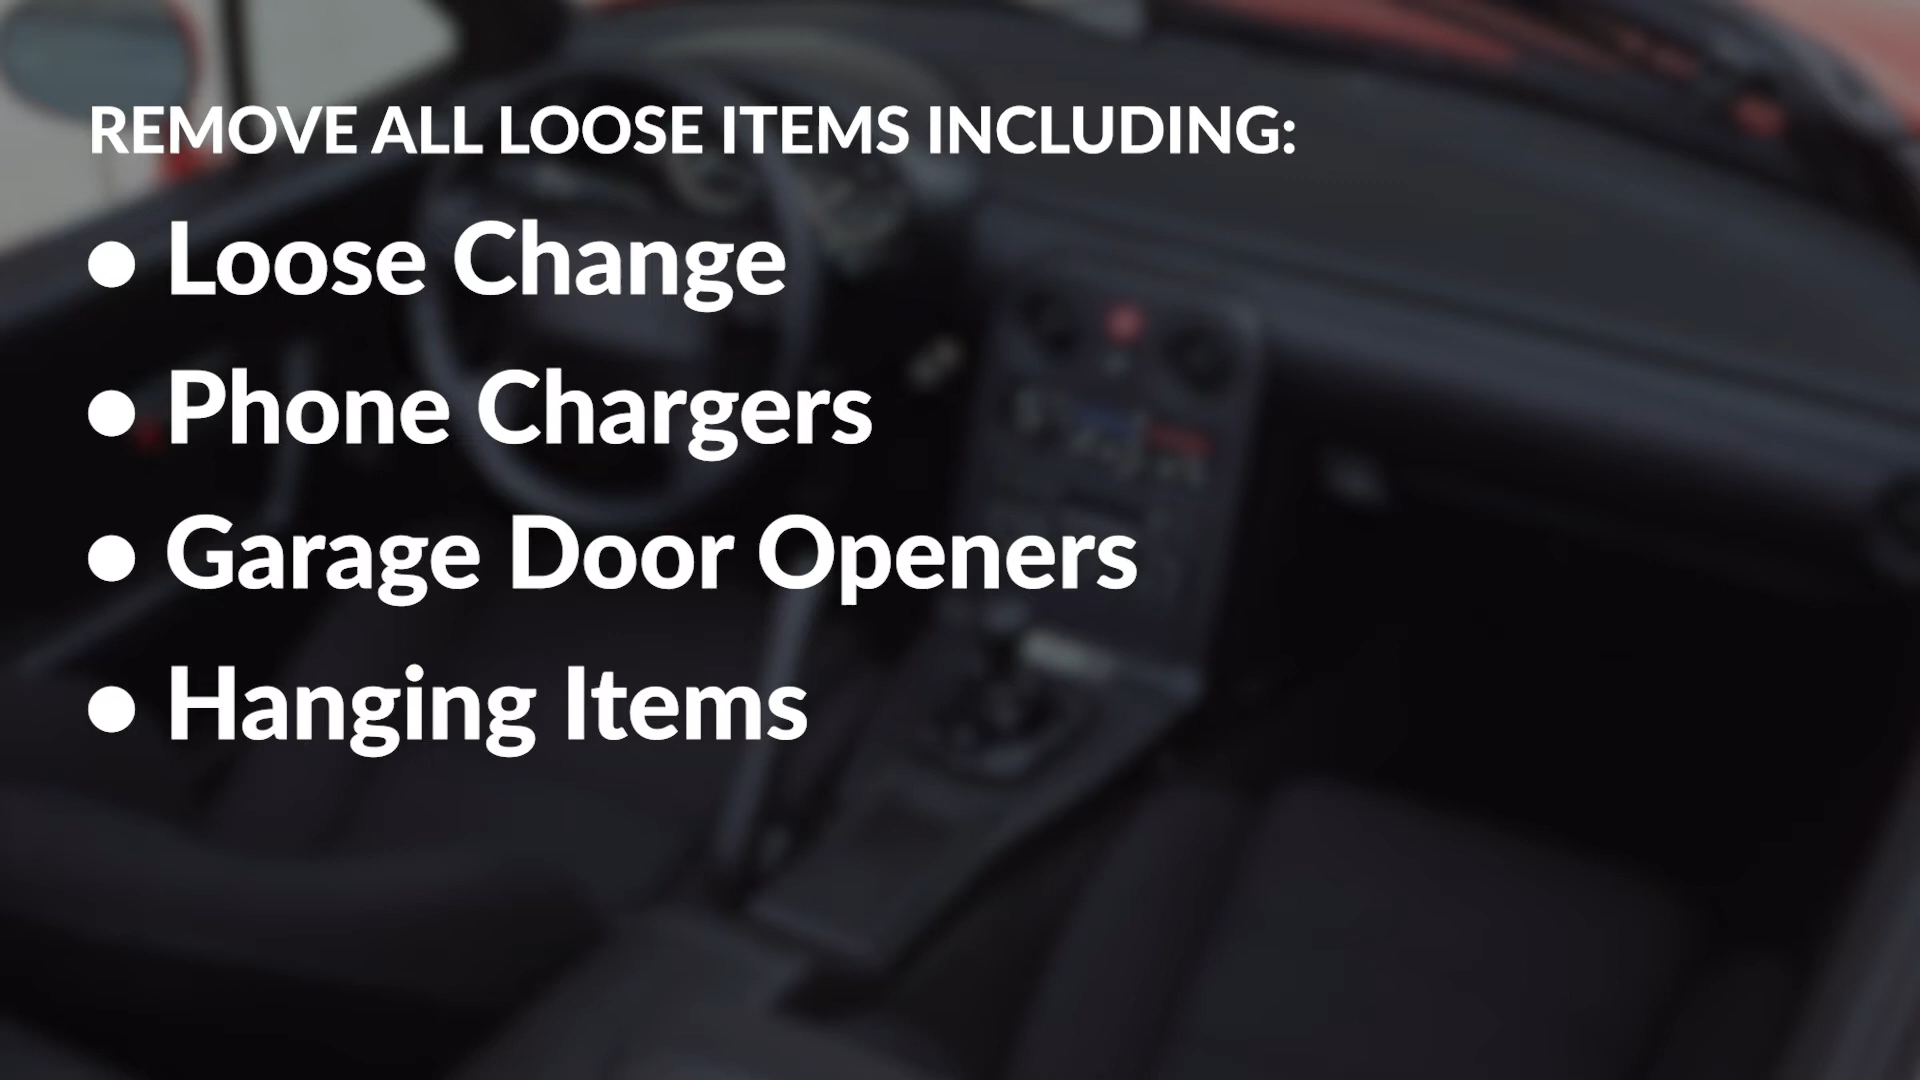 REMOVE ALL LOOSE ITEMS INCLUDING:
• Loose Change
• Phone Chargers
• Garage Door Openers
• Hanging Items